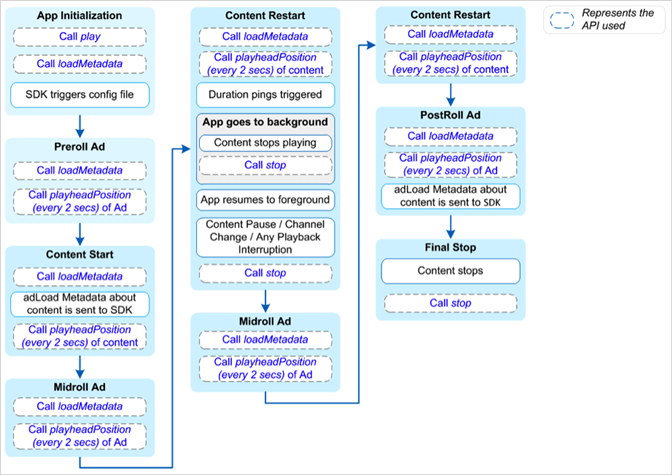 App Initialization
Call play
Call loadMetadata
SDK triggers config file
Preroll Ad
Call loadMetadata
Call playheadPosition
(every 2 secs) of Ad
Content Start
Call loadMetadata
adLoad Metadata about
content is sent to SDK
Call playheadPosition
(every 2 secs) of content
Midroll Ad
Call loadMetadata
Call playheadPosition
(every 2 secs) of Ad
Content Restart
Call loadMetadata
Call playheadPosition
(every 2 secs) of content
Duration pings triggered
App goes to background
Content stops playing
Call stop
App resumes to foreground
Content Pause / Channel
Change / Any Playback
Interruption
Call stop
Midroll Ad
Call loadMetadata
Call playheadPosition
(every 2 secs) of Ad
Content Restart
Call loadMetadata
Call playheadPosition
(every 2 secs) of content
PostRoll Ad
Call loadMetadata
Call playheadPosition
(every 2 secs) of Ad
adLoad Metadata about
content is sent to SDK
Final Stop
Content stops
Call stop
Represents the
API used